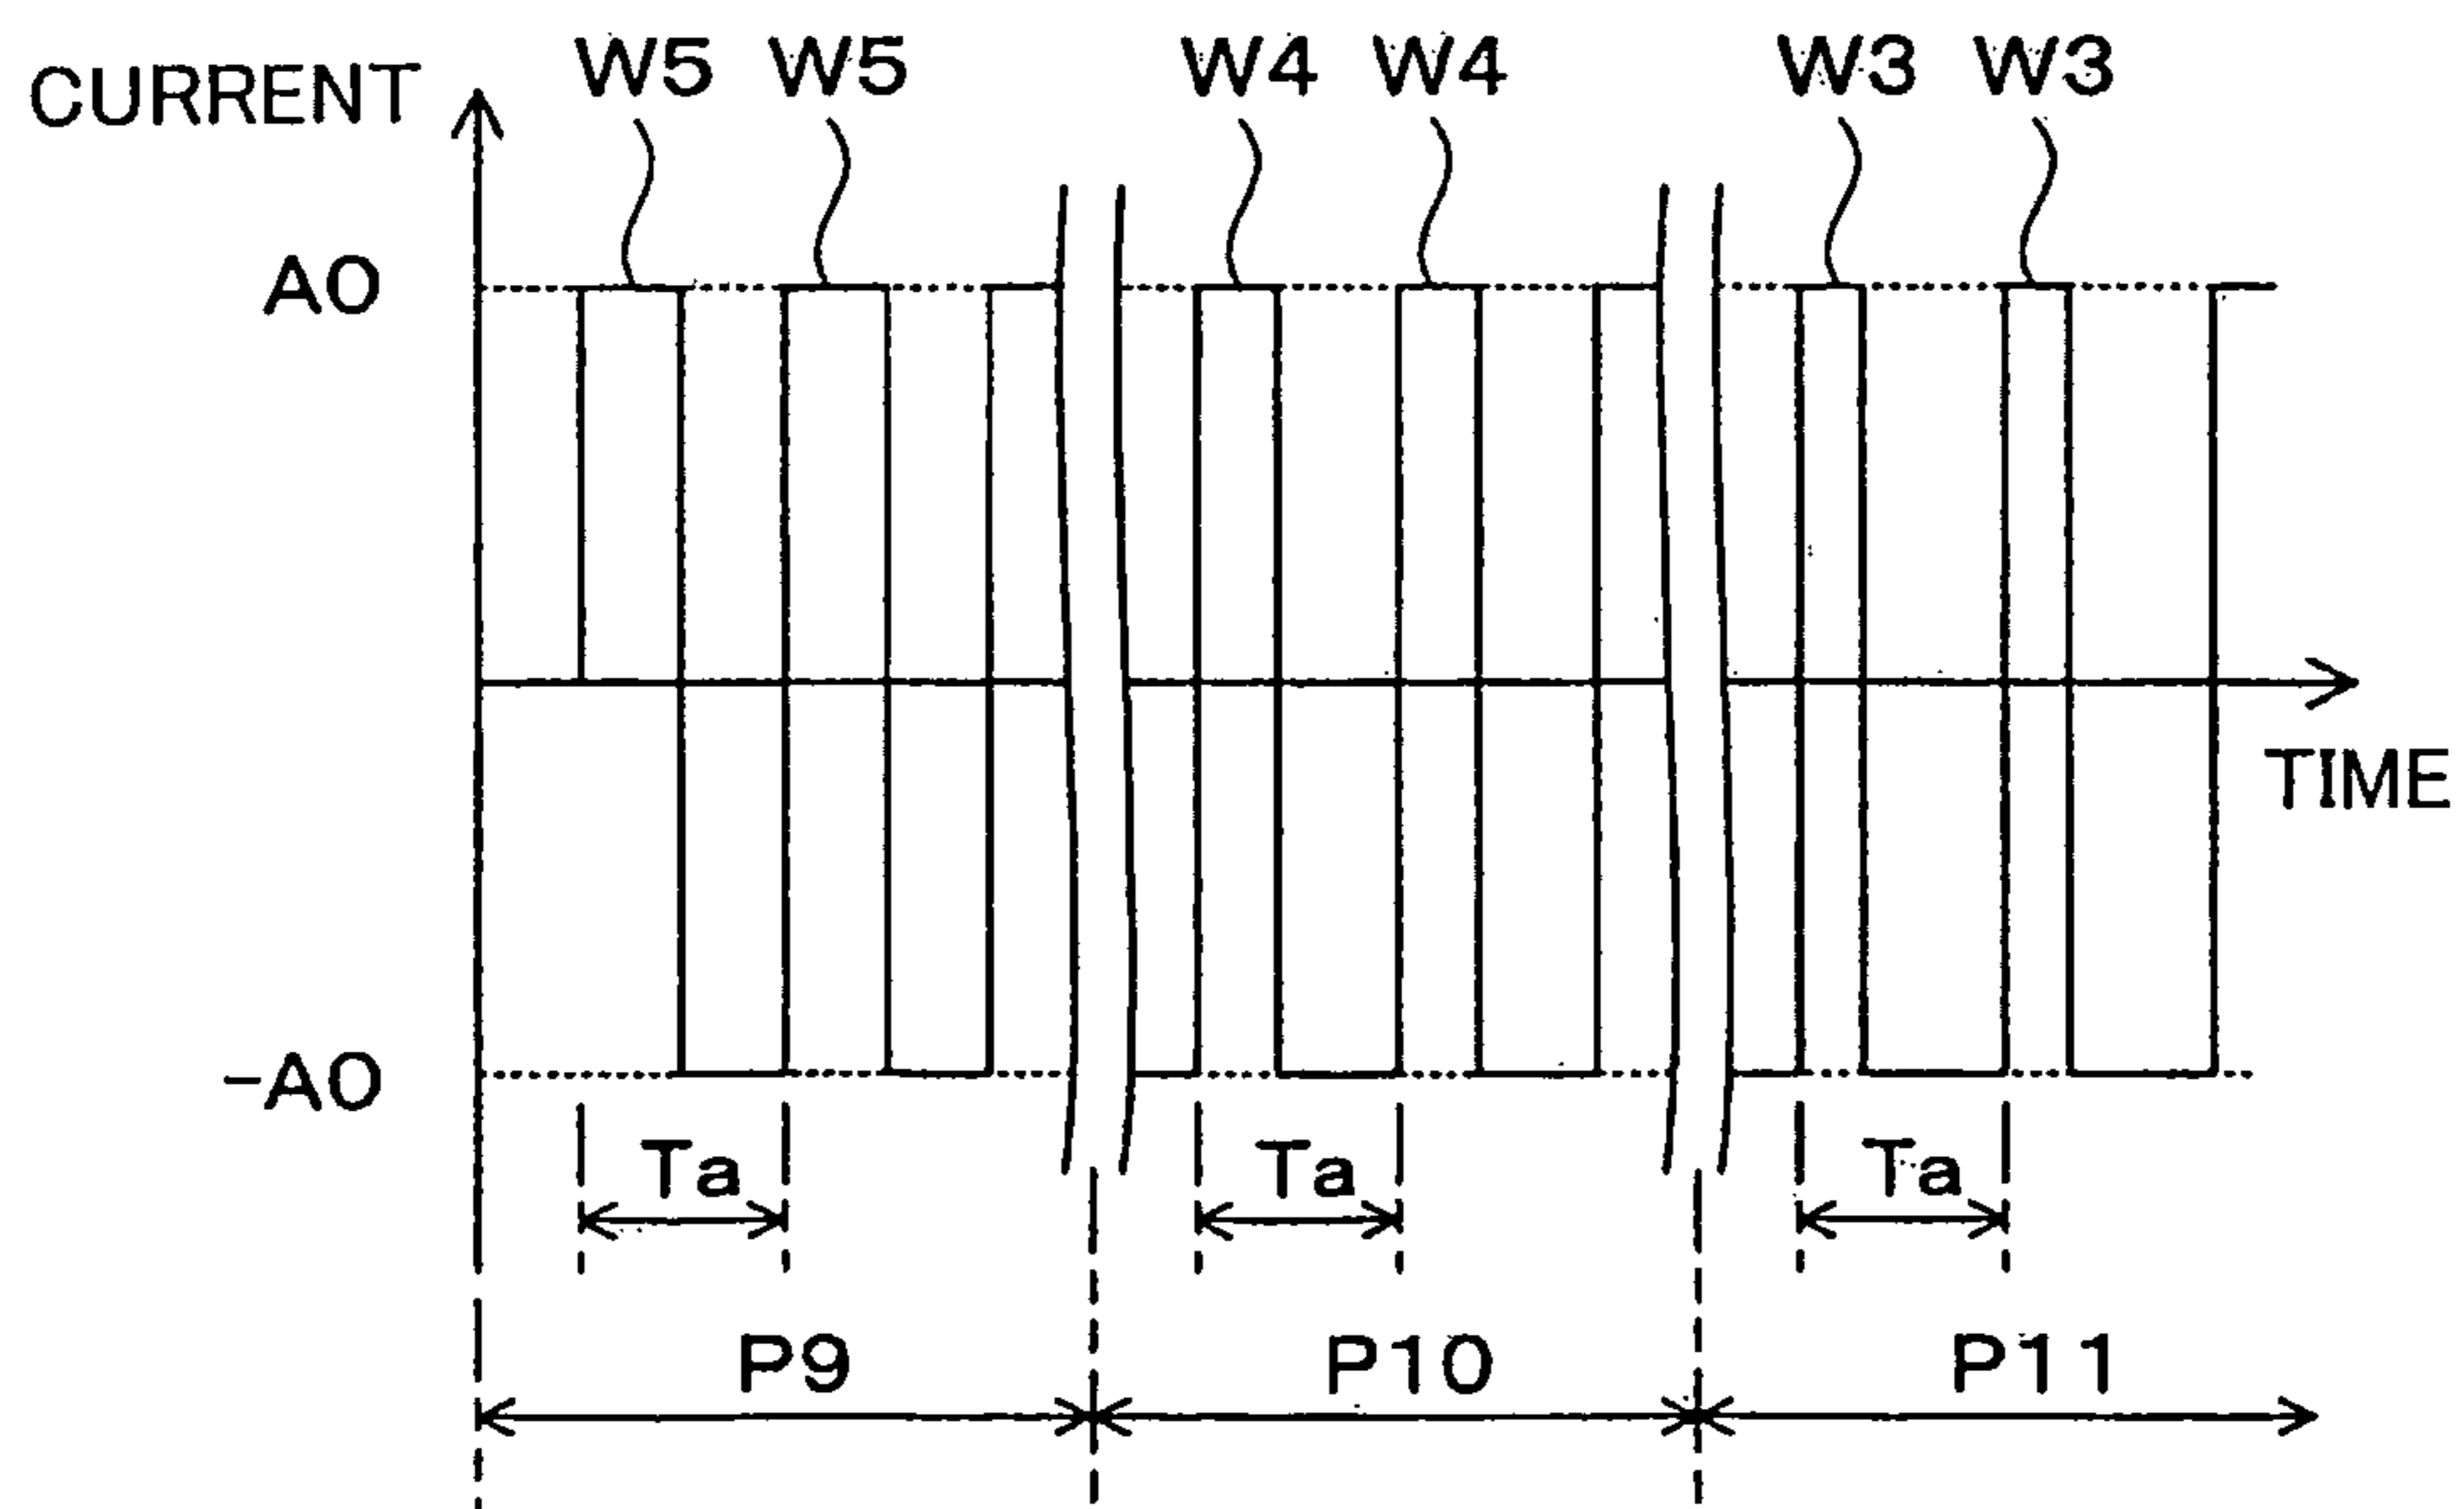 CURRENT
W5 W5 W4 W4 W3 W3
A0
TIME
-A0
Ta Ta Ta
P9 P10 P11